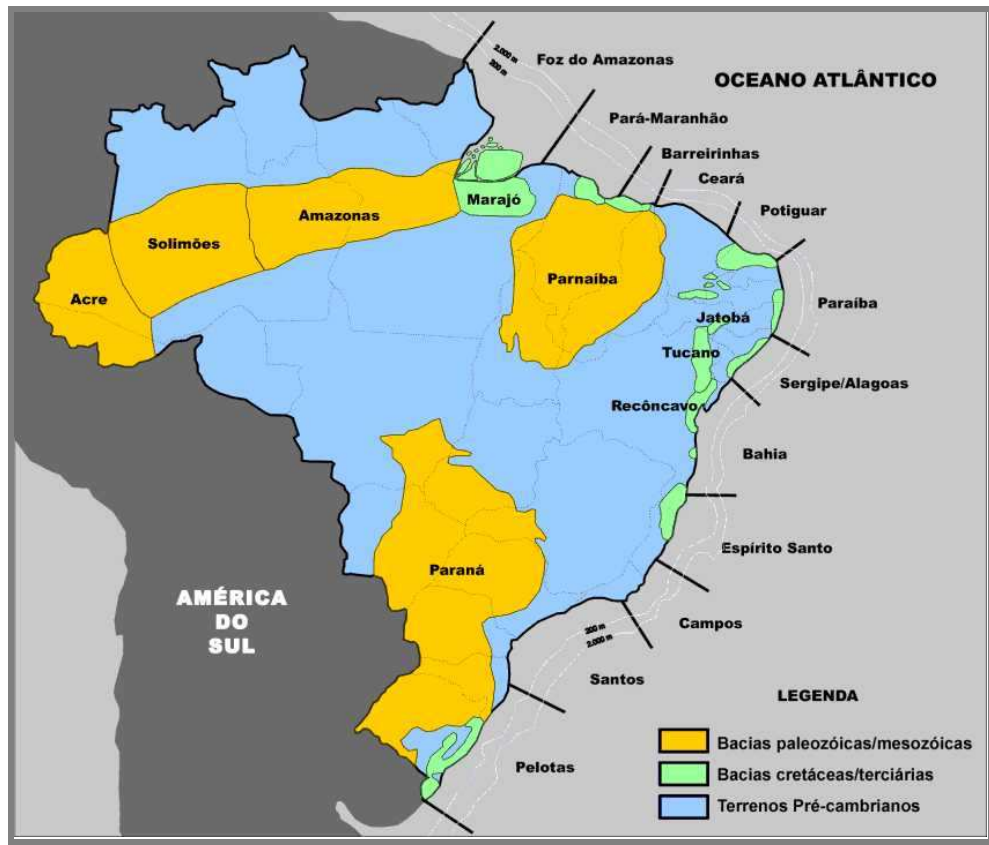 2.000 m
200 m
Foz do Amazonas
OCEANO ATLÂNTICO
Pará-Maranhão
Barreirinhas
Ceará
Potiguar
Marajó
Amazonas
Solimões
Acre
Parnaíba
Paraíba
Jatobá
Tucano
Sergipe/Alagoas
Recôncavo
Bahia
Espírito Santo
Paraná
AMÉRICA
DO
SUL
Campos
200 m
2.000 m
Santos
Pelotas
LEGENDA
Bacias paleozóicas/mesozóicas
Bacias cretáceas/terciárias
Terrenos Pré-cambrianos